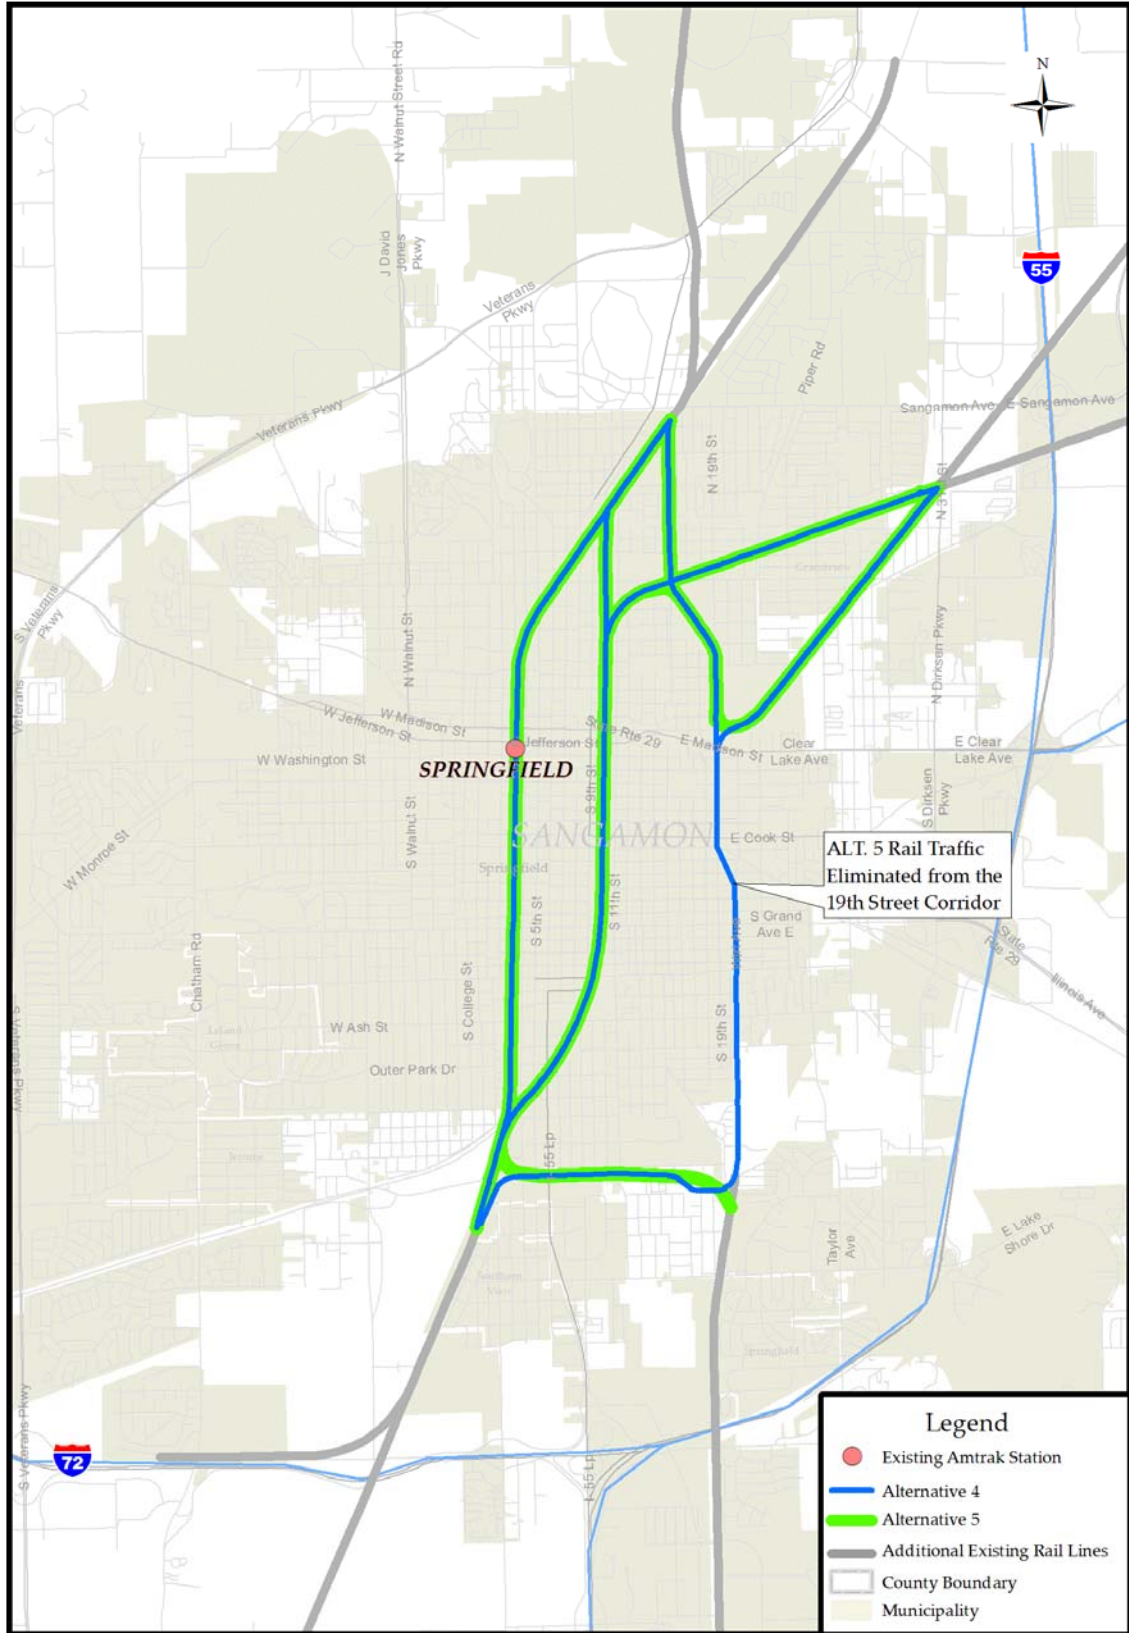 N
N Walnut Street Rd
J David
Jones
Pkwy
55
Veterans
Pkwy
Piper Rd
Veterans Pkwy
Sangamon Ave
E Sangamon Ave
N 19th St
S Veterans
Pkwy
N Walnut St
N Dirksen Pkwy
Veterans
W Madison St
W Jefferson St
State Rte 29
Jefferson St
E Madison St
Clear
Lake Ave
E Clear
Lake Ave
W Washington St
SPRINGFIELD
S 9th St
S Dirksen
Pkwy
S Walnut St
SANGAMON
E Cook St
W Monroe St
Springfield
ALT. 5 Rail Traffic
Eliminated from the
19th Street Corridor
S 5th St
S 11th St
S Grand
Ave E
State
Rte 29
Illinois Ave
Chatham Rd
S College St
W Ash St
S 19th St
Outer Park Dr
S Veterans Pkwy
Jerome
I-55 Lp
Taylor
Ave
E Lake
Shore Dr
Springfield
S Veterans Pkwy
72
I-55 Lp
Legend
Existing Amtrak Station
Alternative 4
Alternative 5
Additional Existing Rail Lines
County Boundary
Municipality